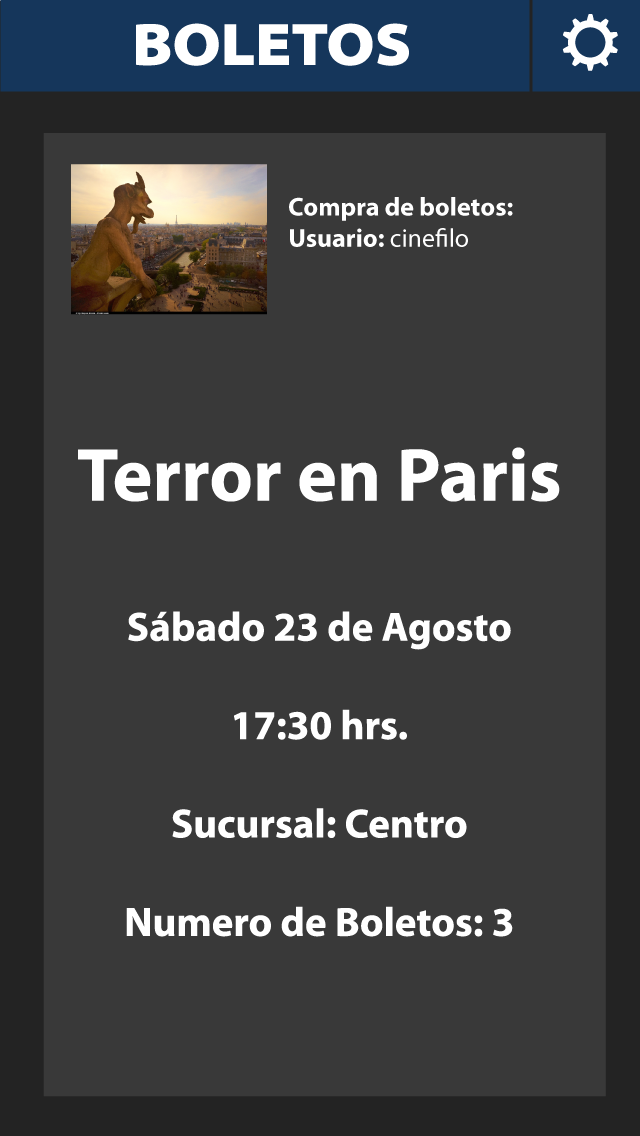 BOLETOS
Compra de boletos:
Usuario: cinefilo
Terror en Paris
Sábado 23 de Agosto
17:30 hrs.
Sucursal: Centro
Numero de Boletos: 3